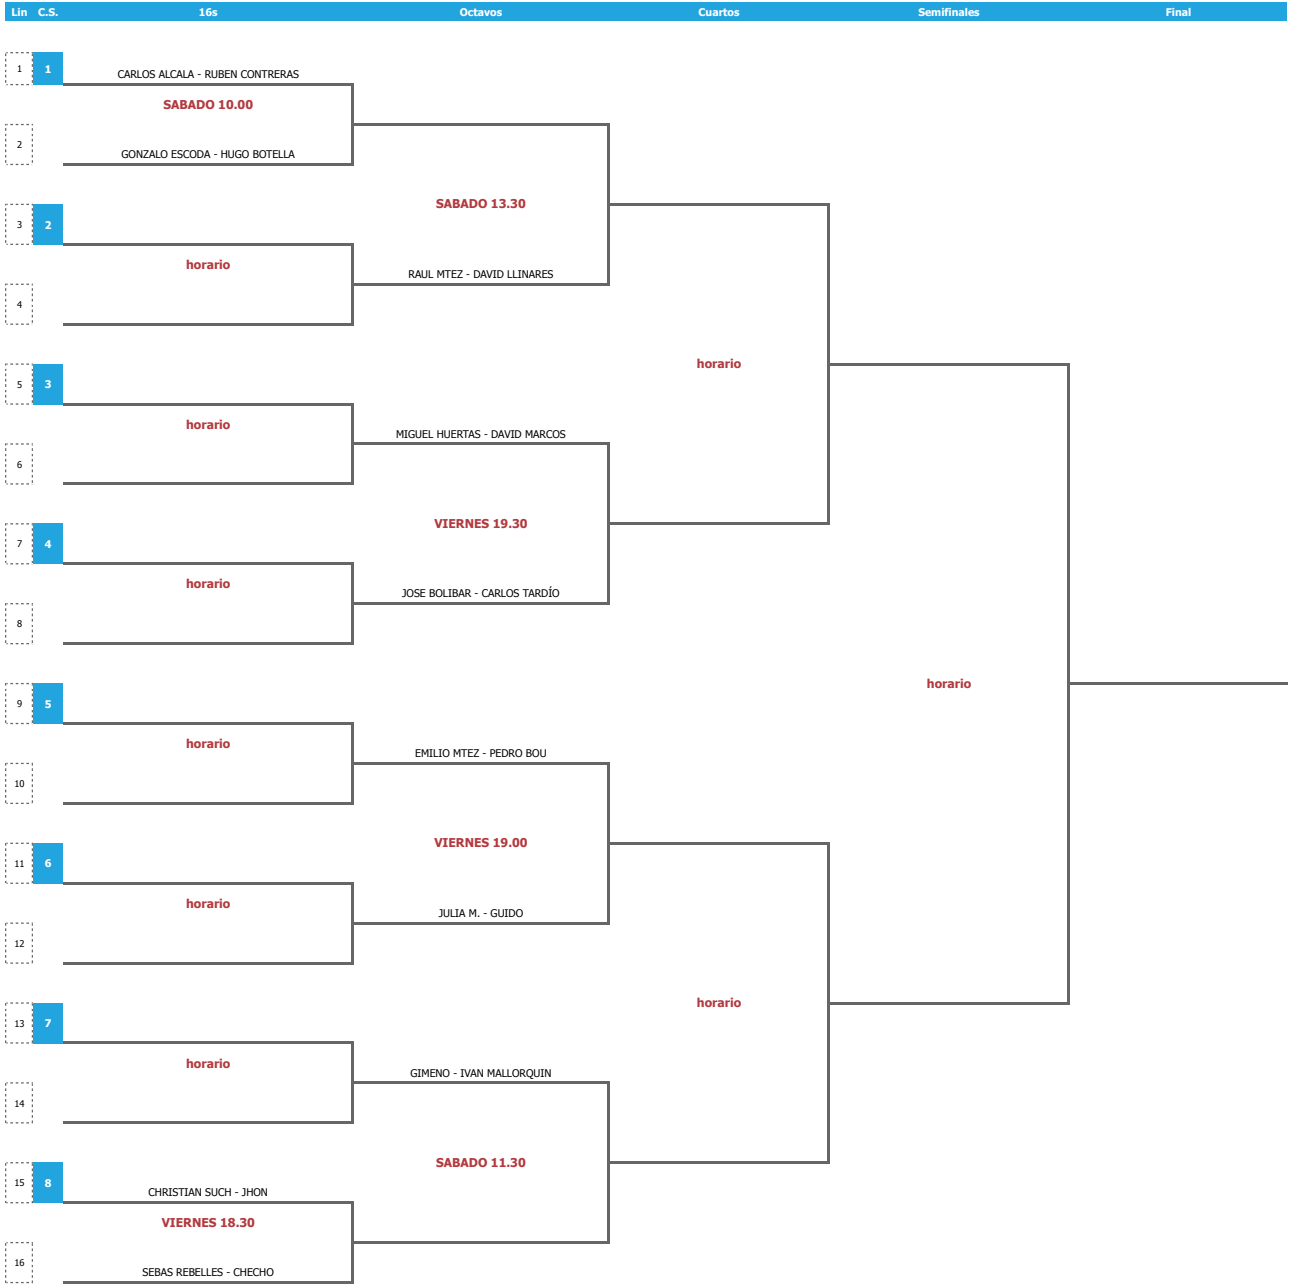 Lin C.S. 16s Octavos Cuartos Semifinales Final
1 1 CARLOS ALCALA - RUBEN CONTRERAS
SABADO 10.00
2 GONZALO ESCODA - HUGO BOTELLA
SABADO 13.30
3 2
horario
RAUL MTEZ - DAVID LLINARES
4
horario
5 3
horario
MIGUEL HUERTAS - DAVID MARCOS
6
VIERNES 19.30
7 4
horario
JOSE BOLIBAR - CARLOS TARDÍO
8
horario
9 5
horario
EMILIO MTEZ - PEDRO BOU
10
VIERNES 19.00
11 6
horario
JULIA M. - GUIDO
12
horario
13 7
horario
GIMENO - IVAN MALLORQUIN
14
SABADO 11.30
15 8 CHRISTIAN SUCH - JHON
VIERNES 18.30
16 SEBAS REBELLES - CHECHO